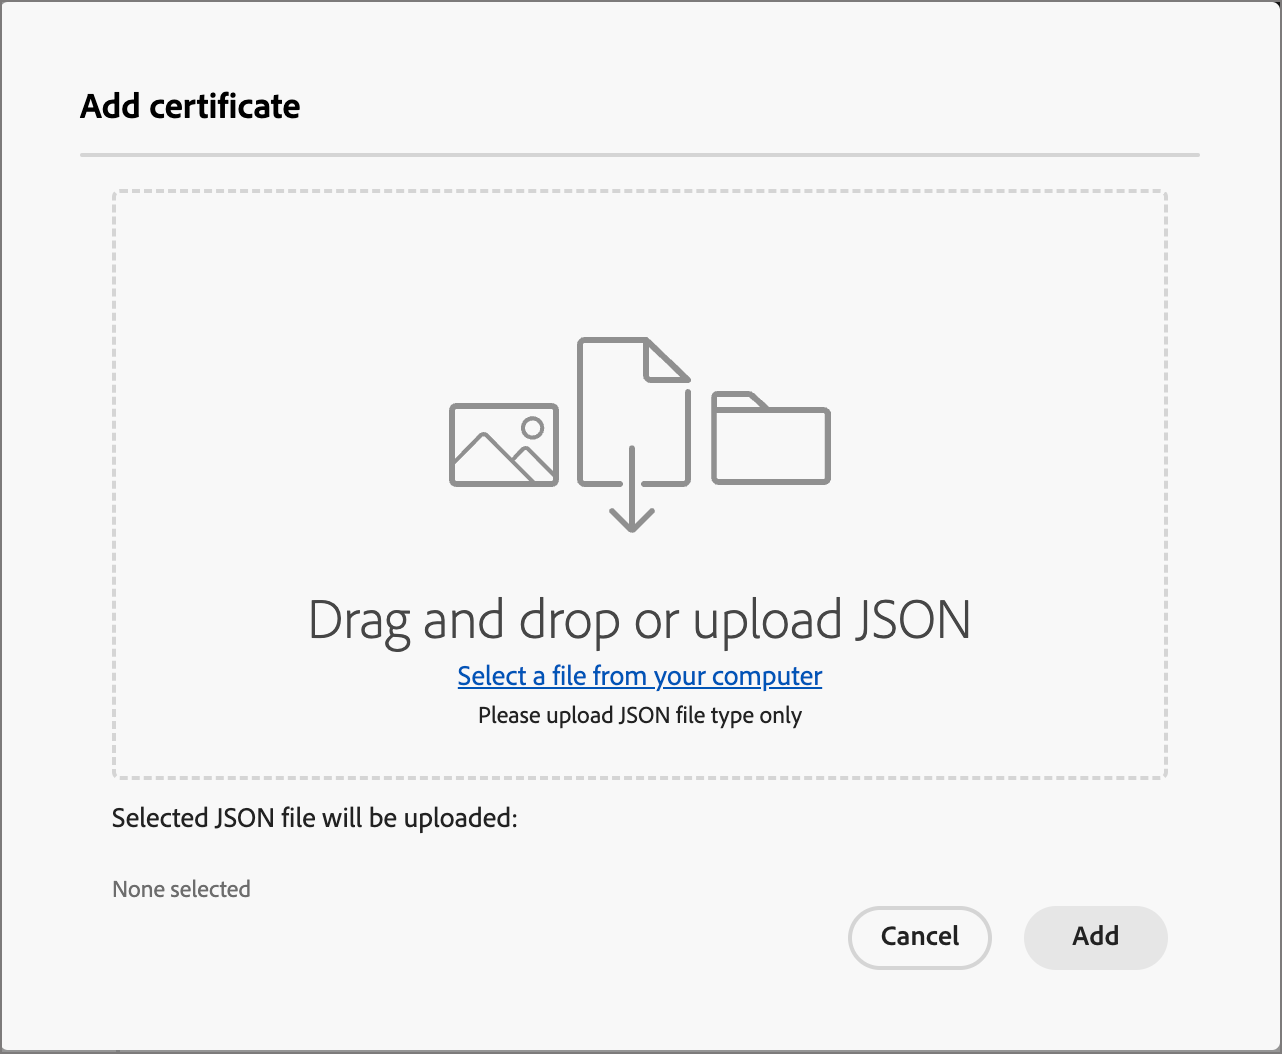 Add certificate
Drag and drop or upload JSON
Select a file from your computer
Please upload JSON file type only
Selected JSON file will be uploaded:
None selected
Cancel
Add